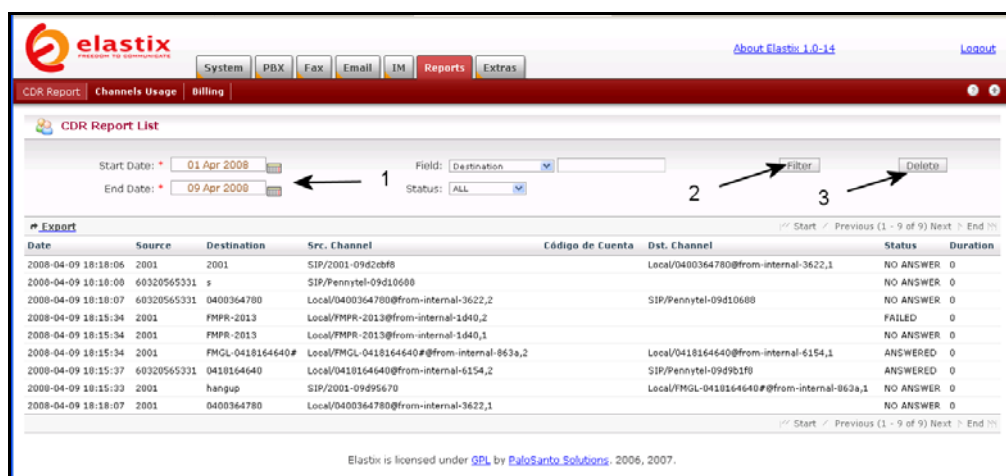 elastix
FREEDOM TO COMMUNICATE
About Elastix 1.0-14
Logout
System PBX Fax Email IM Reports Extras
CDR Report Channels Usage Billing
CDR Report List
Start Date: * 01 Apr 2008
Field: Destination
Filter
Delete
End Date: * 09 Apr 2008
Status: ALL
1
2
3
Export
Start Previous (1 - 9 of 9) Next End
Date Source Destination Src. Channel Código de Cuenta Dst. Channel Status Duration
2008-04-09 18:18:06 2001 2001 SIP/2001-09d2cbf8 Local/0400364780@from-internal-3622,1 NO ANSWER 0
2008-04-09 18:18:08 60320565331 s SIP/Pennytel-09d10688 NO ANSWER 0
2008-04-09 18:18:07 60320565331 0400364780 Local/0400364780@from-internal-3622,2 SIP/Pennytel-09d10688 NO ANSWER 0
2008-04-09 18:15:34 2001 FMPR-2013 Local/FMPR-2013@from-internal-1d40,2 FAILED 0
2008-04-09 18:15:34 2001 FMPR-2013 Local/FMPR-2013@from-internal-1d40,1 NO ANSWER 0
2008-04-09 18:15:34 2001 FMGL-0418164640# Local/FMGL-0418164640#@from-internal-863a,2 Local/0418164640@from-internal-6154,1 ANSWERED 0
2008-04-09 18:15:37 60320565331 0418164640 Local/0418164640@from-internal-6154,2 SIP/Pennytel-09d9b1f8 ANSWERED 0
2008-04-09 18:15:33 2001 hangup SIP/2001-09d95670 Local/FMGL-0418164640#@from-internal-863a,1 NO ANSWER 0
2008-04-09 18:18:07 2001 0400364780 Local/0400364780@from-internal-3622,1 NO ANSWER 0
Start Previous (1 - 9 of 9) Next End
Elastix is licensed under GPL by PaloSanto Solutions. 2006, 2007.